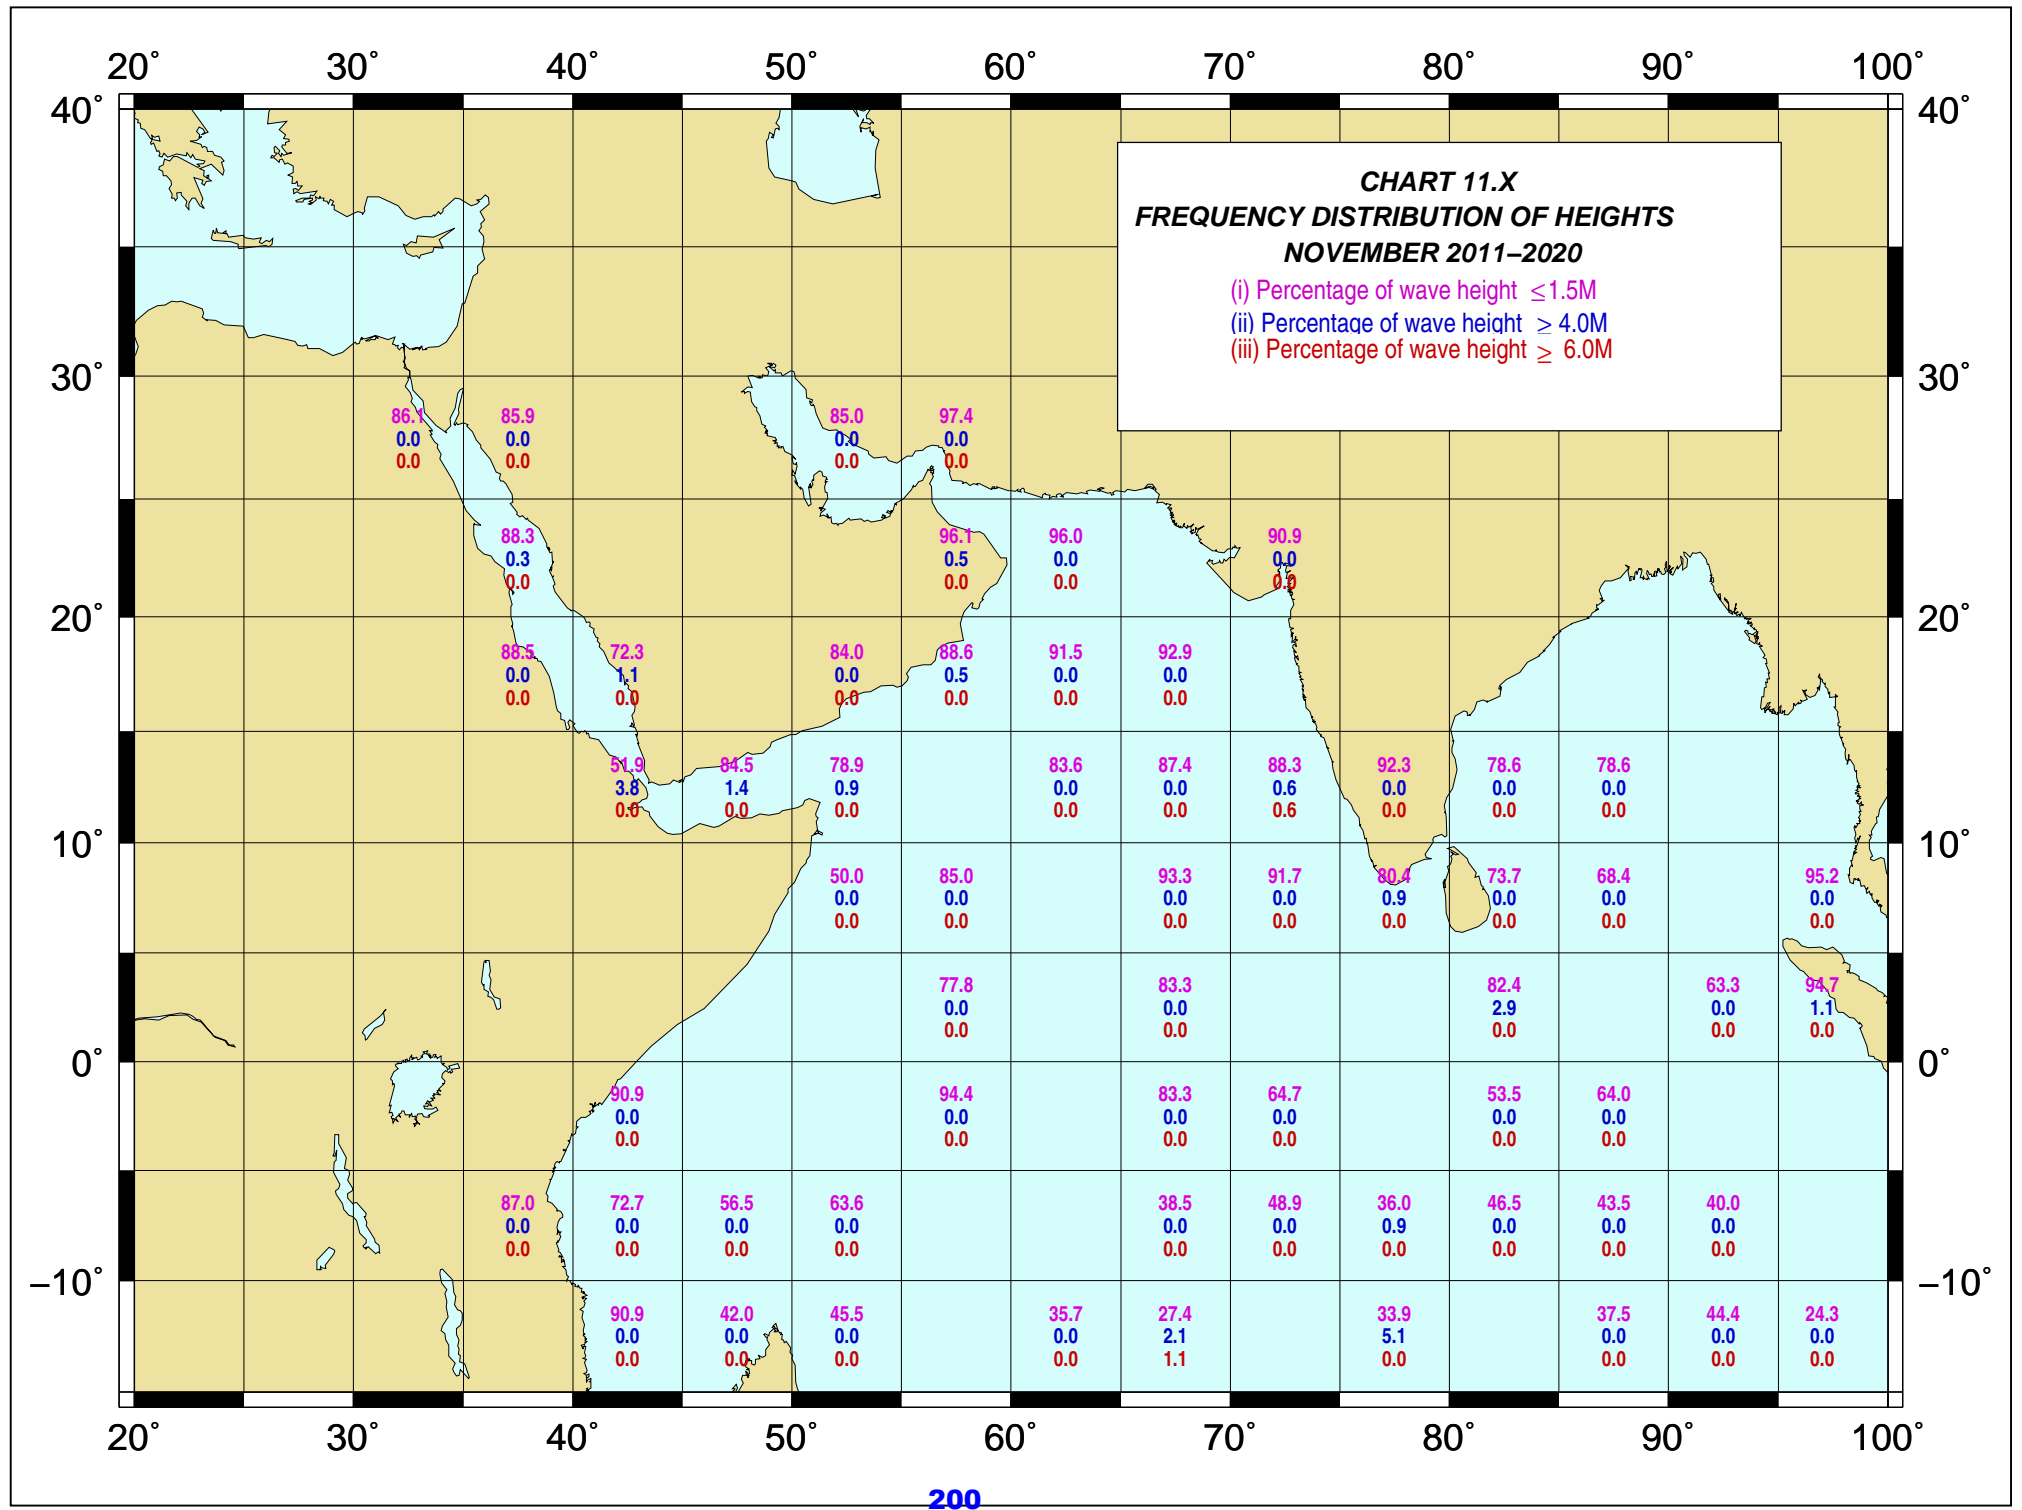 20˚ 30˚ 40˚ 50˚ 60˚ 70˚ 80˚ 90˚ 100˚
40˚ 40˚
CHART 11.X
FREQUENCY DISTRIBUTION OF HEIGHTS
NOVEMBER 2011–2020
(i) Percentage of wave height ≤1.5M
(ii) Percentage of wave height ≥ 4.0M
(iii) Percentage of wave height ≥ 6.0M
30˚ 30˚
86.1 85.9 85.0 97.4
0.0 0.0 0.0 0.0
0.0 0.0 0.0 0.0
88.3 96.1 96.0 90.9
0.3 0.5 0.0 0.0
0.0 0.0 0.0 0.0
20˚ 20˚
88.5 72.3 84.0 88.6 91.5 92.9
0.0 1.1 0.0 0.5 0.0 0.0
0.0 0.0 0.0 0.0 0.0 0.0
51.9 84.5 78.9 83.6 87.4 88.3 92.3 78.6 78.6
3.8 1.4 0.9 0.0 0.0 0.6 0.0 0.0 0.0
0.0 0.0 0.0 0.0 0.0 0.6 0.0 0.0 0.0
10˚ 10˚
50.0 85.0 93.3 91.7 80.4 73.7 68.4 95.2
0.0 0.0 0.0 0.0 0.9 0.0 0.0 0.0
0.0 0.0 0.0 0.0 0.0 0.0 0.0 0.0
77.8 83.3 82.4 63.3 94.7
0.0 0.0 2.9 0.0 1.1
0.0 0.0 0.0 0.0 0.0
0˚ 0˚
90.9 94.4 83.3 64.7 53.5 64.0
0.0 0.0 0.0 0.0 0.0 0.0
0.0 0.0 0.0 0.0 0.0 0.0
87.0 72.7 56.5 63.6 38.5 48.9 36.0 46.5 43.5 40.0
0.0 0.0 0.0 0.0 0.0 0.0 0.9 0.0 0.0 0.0
0.0 0.0 0.0 0.0 0.0 0.0 0.0 0.0 0.0 0.0
–10˚ –10˚
90.9 42.0 45.5 35.7 27.4 33.9 37.5 44.4 24.3
0.0 0.0 0.0 0.0 2.1 5.1 0.0 0.0 0.0
0.0 0.0 0.0 0.0 1.1 0.0 0.0 0.0 0.0
20˚ 30˚ 40˚ 50˚ 60˚ 70˚ 80˚ 90˚ 100˚
200